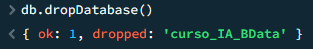 > db.dropDatabase()
< { ok: 1, dropped: 'curso_IA_BData' }